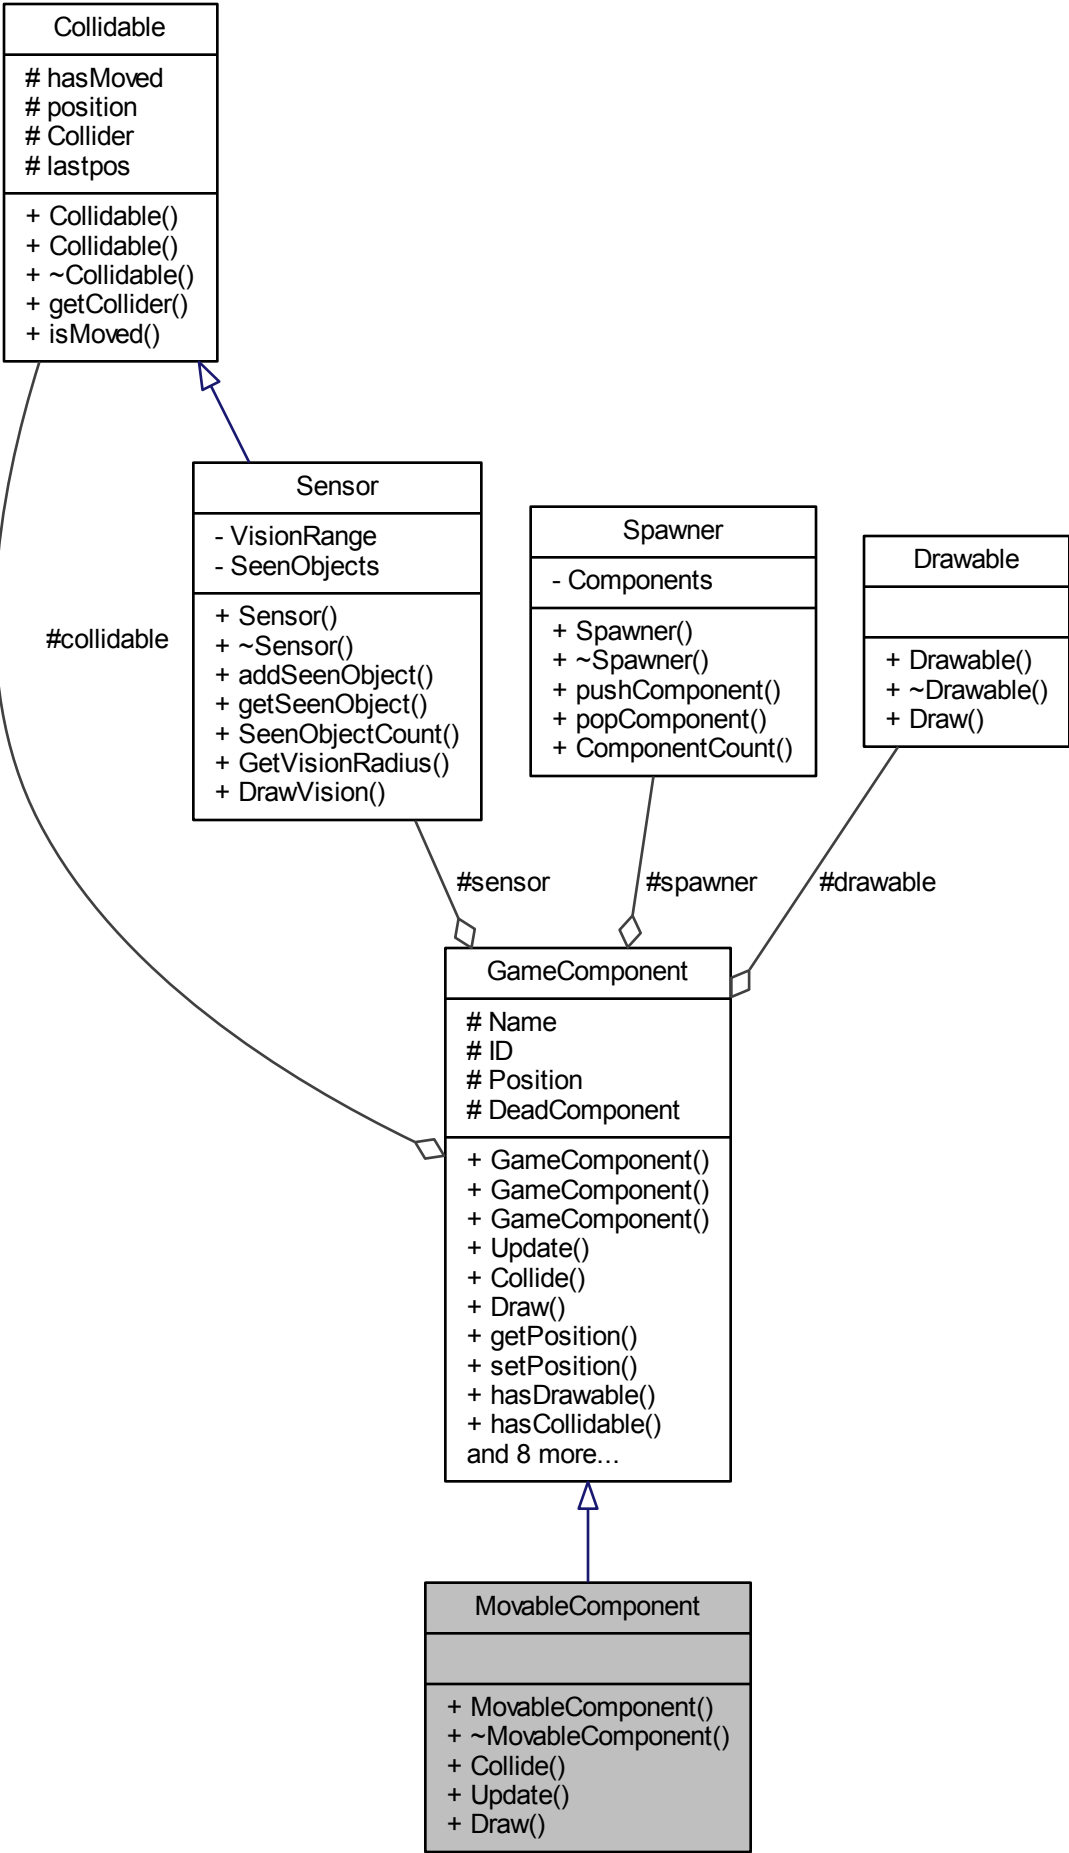 Collidable
# hasMoved
# position
# Collider
# lastpos
+ Collidable()
+ Collidable()
+ ~Collidable()
+ getCollider()
+ isMoved()
#collidable
Sensor
- VisionRange
- SeenObjects
+ Sensor()
+ ~Sensor()
+ addSeenObject()
+ getSeenObject()
+ SeenObjectCount()
+ GetVisionRadius()
+ DrawVision()
Spawner
- Components
+ Spawner()
+ ~Spawner()
+ pushComponent()
+ popComponent()
+ ComponentCount()
Drawable
+ Drawable()
+ ~Drawable()
+ Draw()
#sensor
#spawner
#drawable
GameComponent
# Name
# ID
# Position
# DeadComponent
+ GameComponent()
+ GameComponent()
+ GameComponent()
+ Update()
+ Collide()
+ Draw()
+ getPosition()
+ setPosition()
+ hasDrawable()
+ hasCollidable()
and 8 more...
MovableComponent
+ MovableComponent()
+ ~MovableComponent()
+ Collide()
+ Update()
+ Draw()